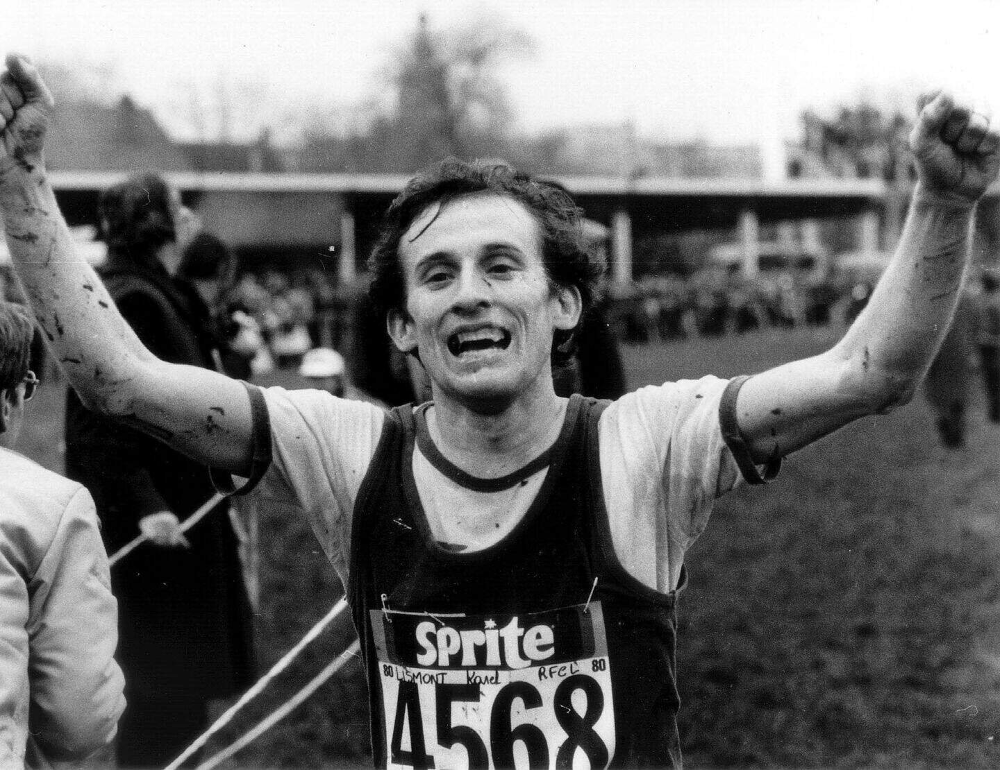 Sprite
80 LISMONT Karel RFCL 80
4568